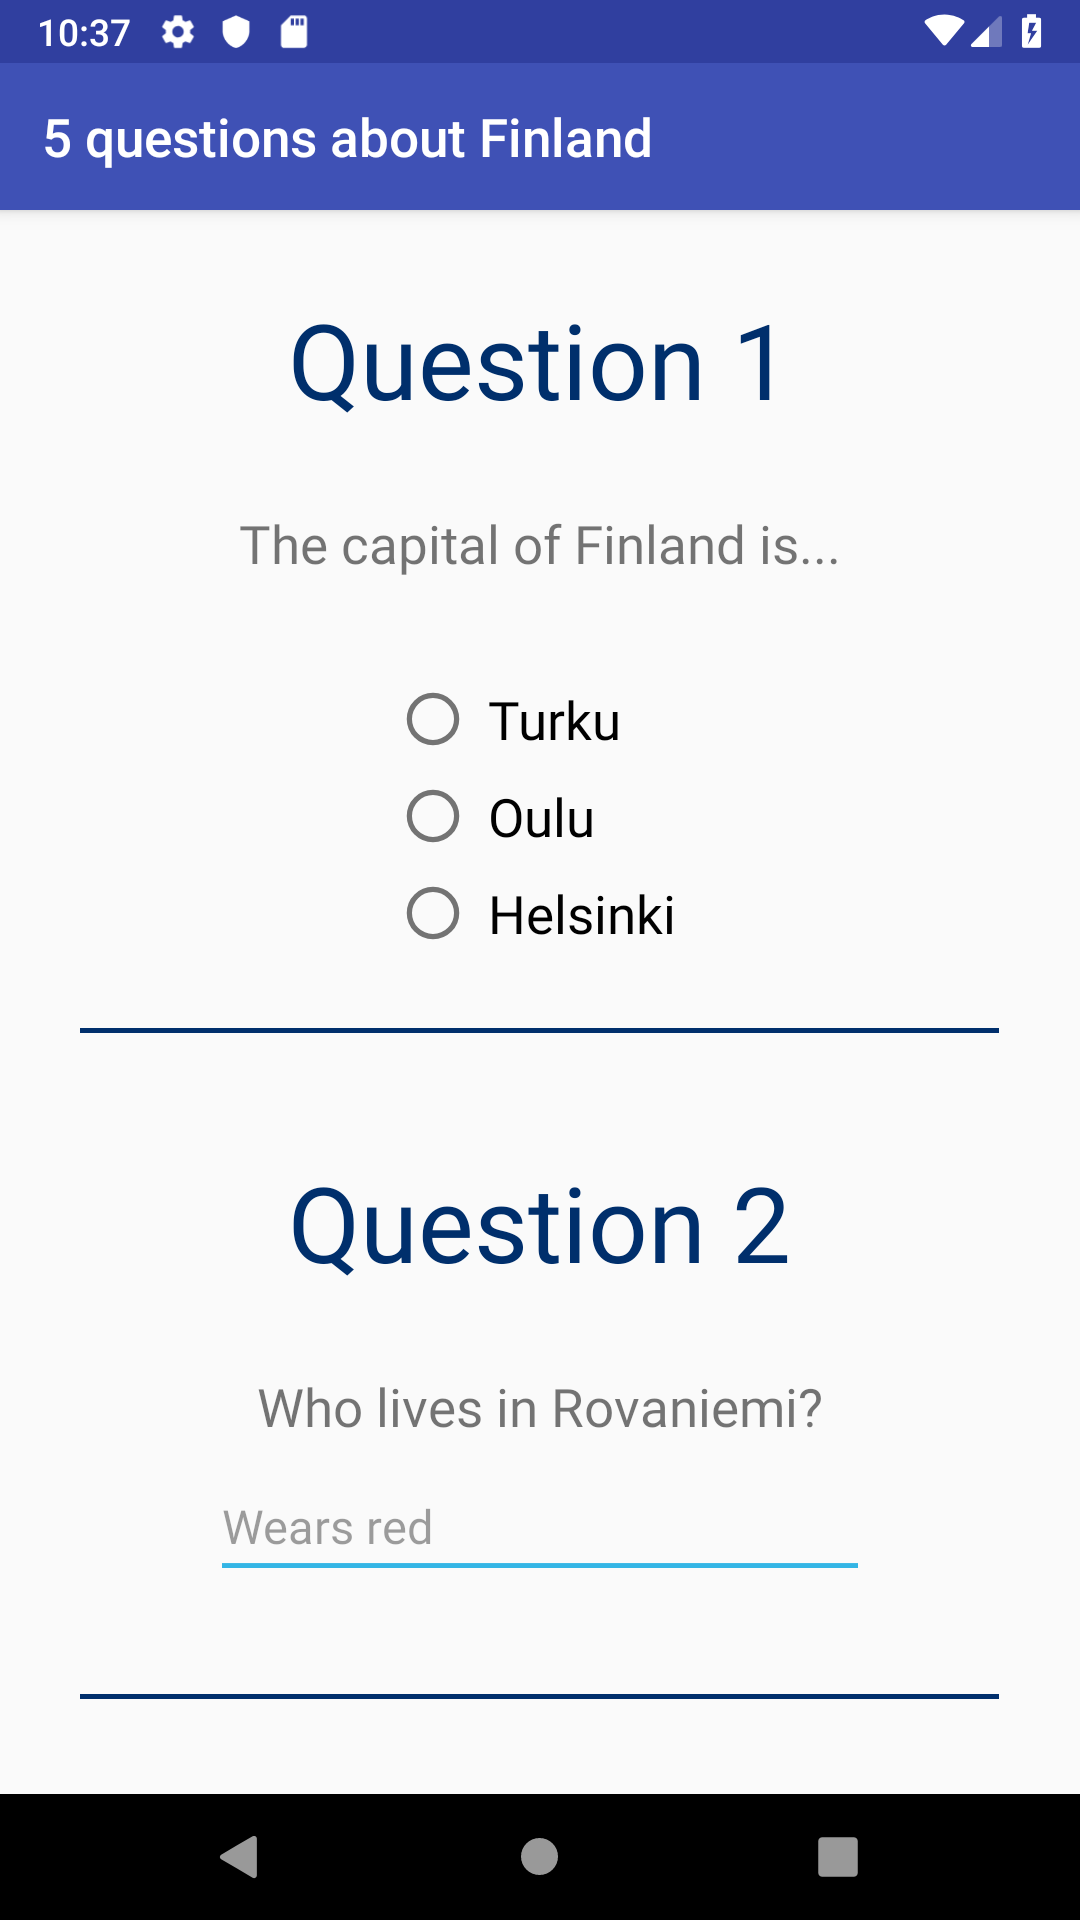 10:37
5 questions about Finland
Question 1
The capital of Finland is...
Turku
Oulu
Helsinki
Question 2
Who lives in Rovaniemi?
Wears red